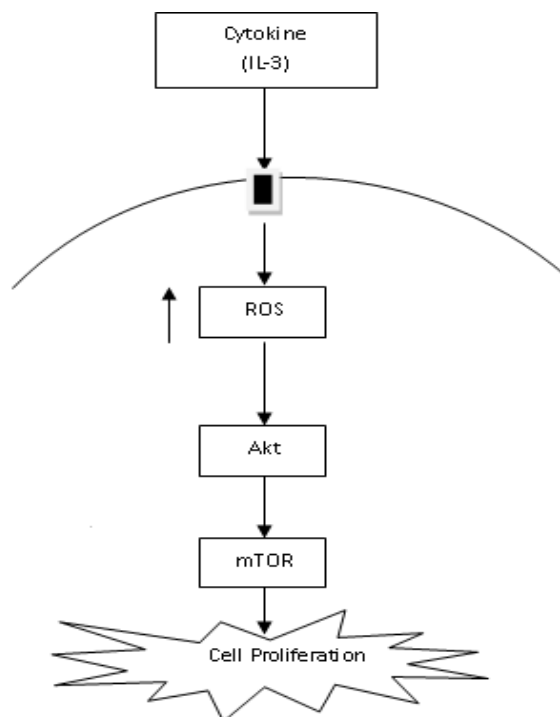 Cytokine
(IL-3)
ROS
Akt
mTOR
Cell Proliferation